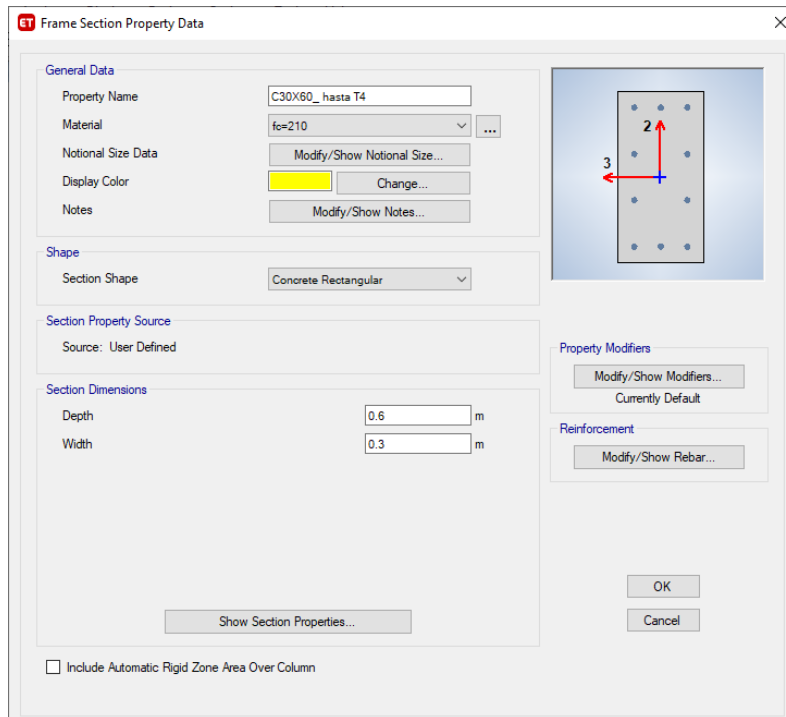 ET Frame Section Property Data
General Data
Property Name C30X60_ hasta T4
Material fc=210 ...
Notional Size Data Modify/Show Notional Size...
Display Color Change...
Notes Modify/Show Notes...
2
3
Shape
Section Shape Concrete Rectangular
Section Property Source
Source: User Defined
Property Modifiers
Modify/Show Modifiers...
Currently Default
Section Dimensions
Depth 0.6 m
Width 0.3 m
Reinforcement
Modify/Show Rebar...
Show Section Properties...
OK
Cancel
Include Automatic Rigid Zone Area Over Column